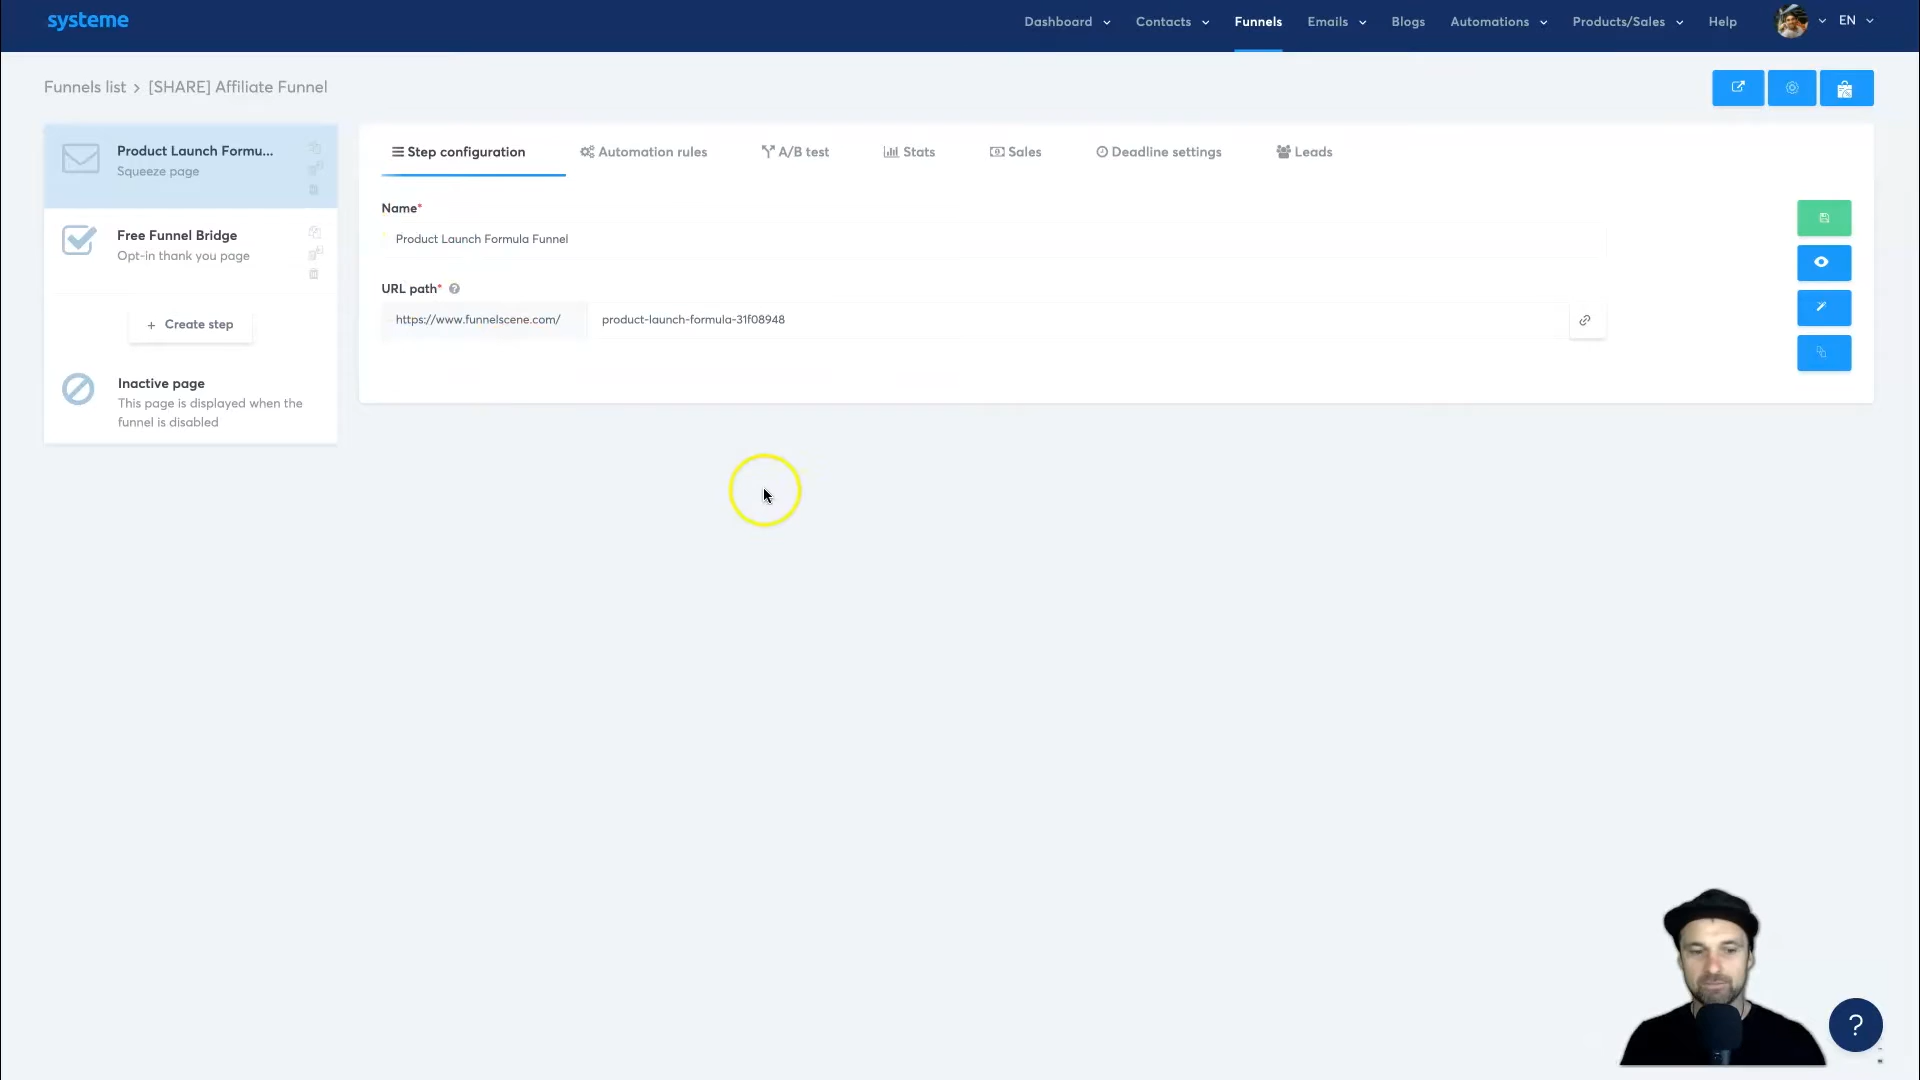 systeme
Dashboard
Contacts
Funnels
Emails
Blogs
Automations
Products/Sales
Help
EN
Funnels list > [SHARE] Affiliate Funnel
Product Launch Formu...
Squeeze page
Free Funnel Bridge
Opt-in thank you page
+ Create step
Inactive page
This page is displayed when the
funnel is disabled
Step configuration
Automation rules
A/B test
Stats
Sales
Deadline settings
Leads
Name*
Product Launch Formula Funnel
URL path* ?
https://www.funnelscene.com/
product-launch-formula-31f08948
?